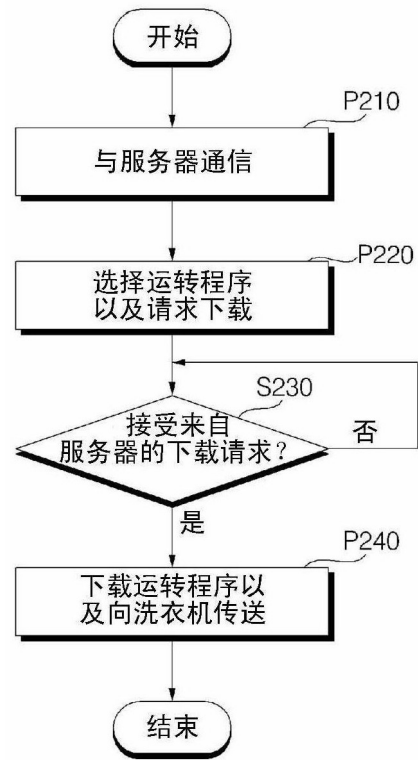 开始
P210
与服务器通信
P220
选择运转程序
以及请求下载
S230
接受来自
服务器的下载请求?
否
是
P240
下载运转程序以
及向洗衣机传送
结束